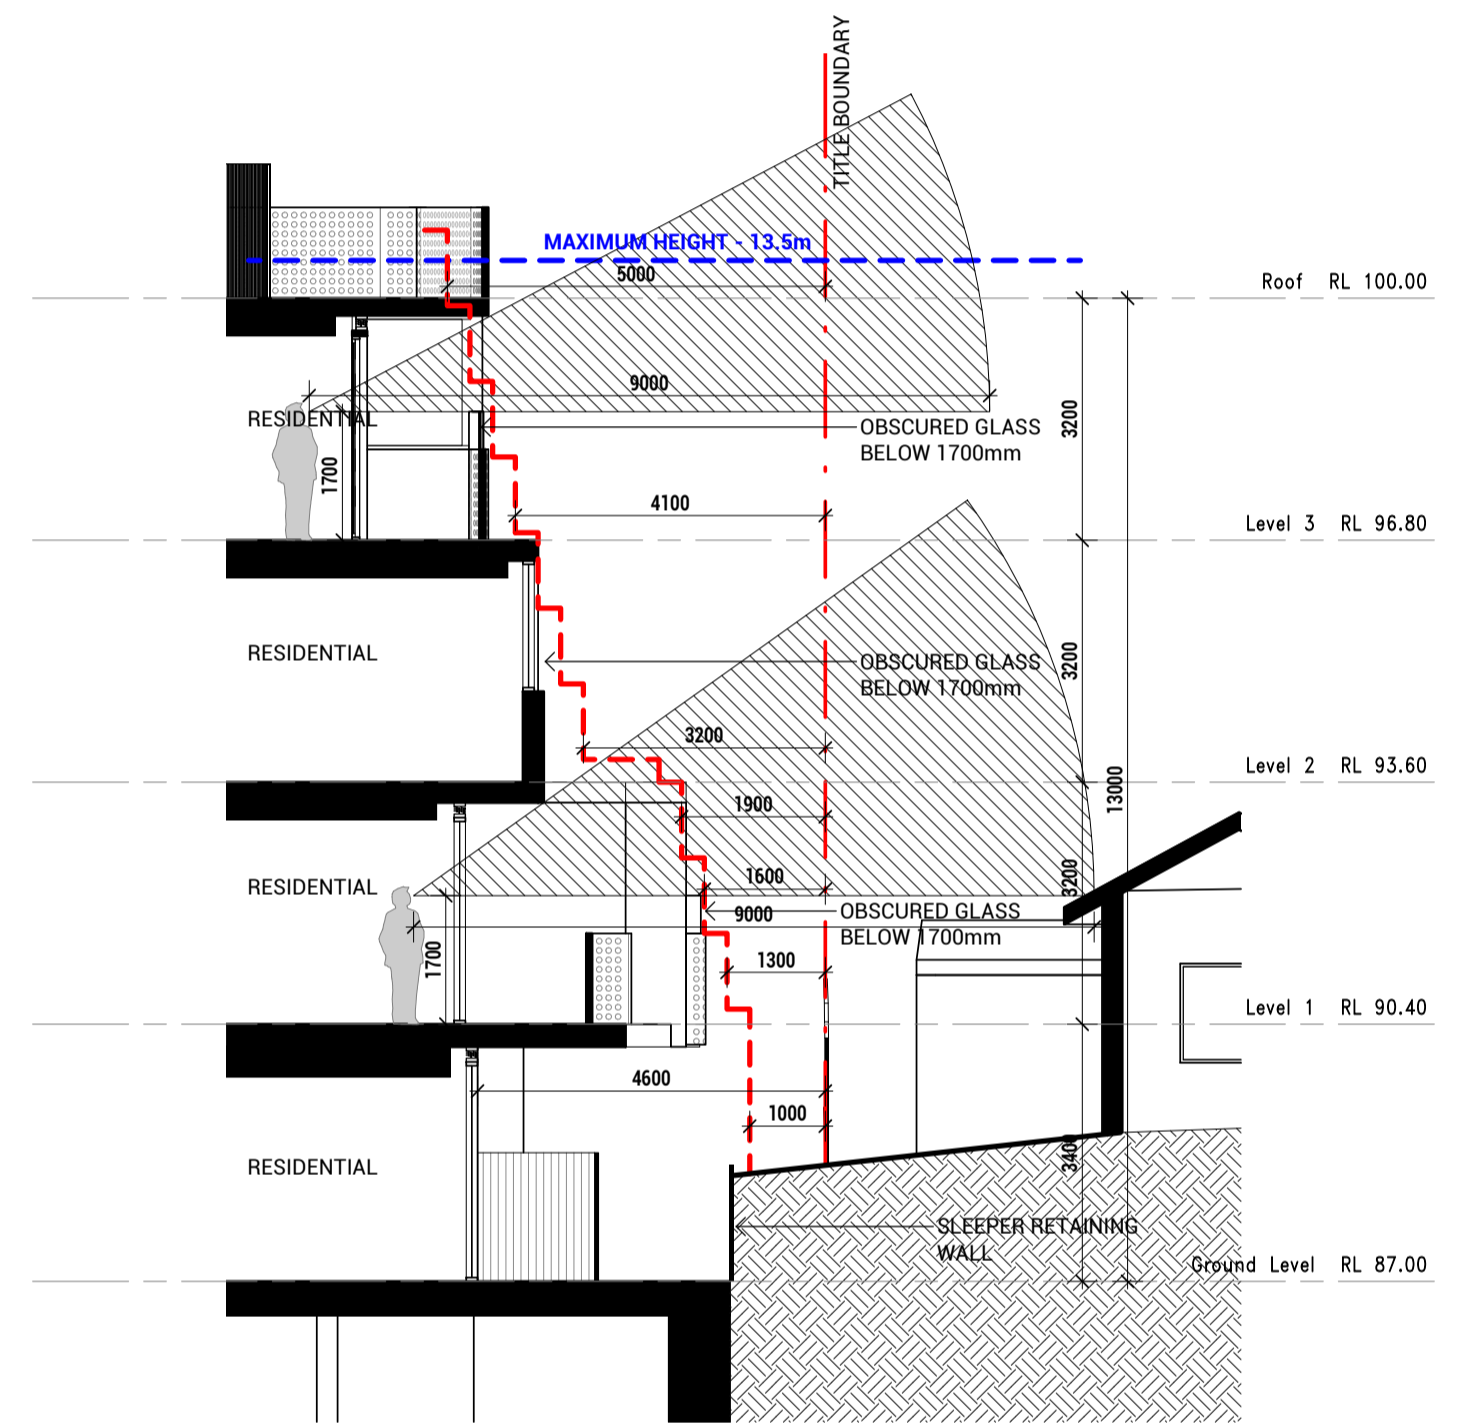 TITLE BOUNDARY
MAXIMUM HEIGHT - 13.5m
5000
Roof RL 100.00
9000
RESIDENTIAL
OBSCURED GLASS
BELOW 1700mm
3200
1700
4100
Level 3 RL 96.80
RESIDENTIAL
OBSCURED GLASS
BELOW 1700mm
3200
3200
Level 2 RL 93.60
13000
1900
1600
3200
RESIDENTIAL
9000
OBSCURED GLASS
BELOW 1700mm
1700
1300
Level 1 RL 90.40
4600
1000
3400
RESIDENTIAL
SLEEPER RETAINING
WALL
Ground Level RL 87.00